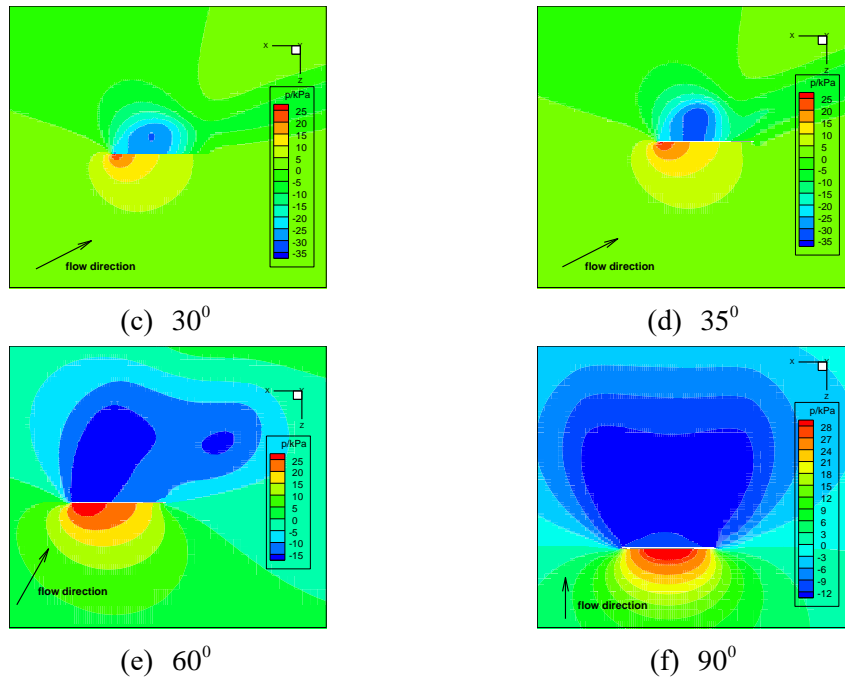 X
Y
Z
p/kPa
25
20
15
10
5
0
-5
-10
-15
-20
-25
-30
-35
flow direction
(c) 30⁰
X
Y
Z
p/kPa
25
20
15
10
5
0
-5
-10
-15
-20
-25
-30
-35
flow direction
(d) 35⁰
X
Y
Z
p/kPa
25
20
15
10
5
0
-5
-10
-15
flow direction
(e) 60⁰
X
Y
Z
p/kPa
30
28
27
24
21
18
15
12
9
6
3
0
-3
-6
-9
-12
flow direction
(f) 90⁰